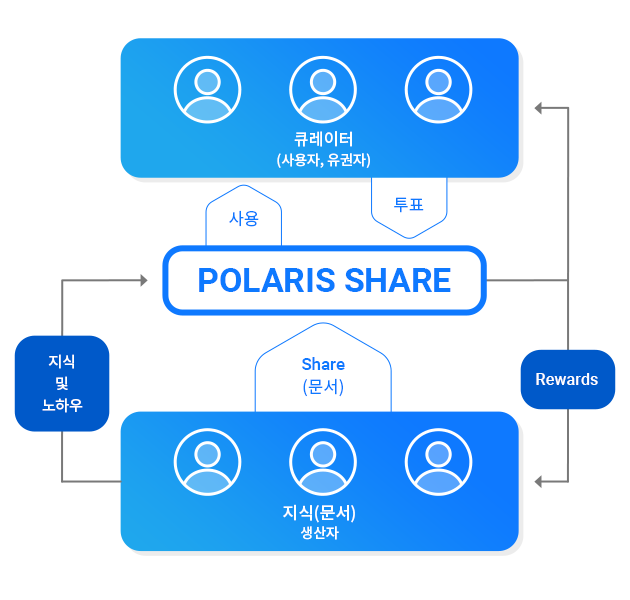 큐레이터
(사용자, 유권자)
사용
투표
POLARIS SHARE
지식
및
노하우
Share
(문서)
Rewards
지식(문서)
생산자